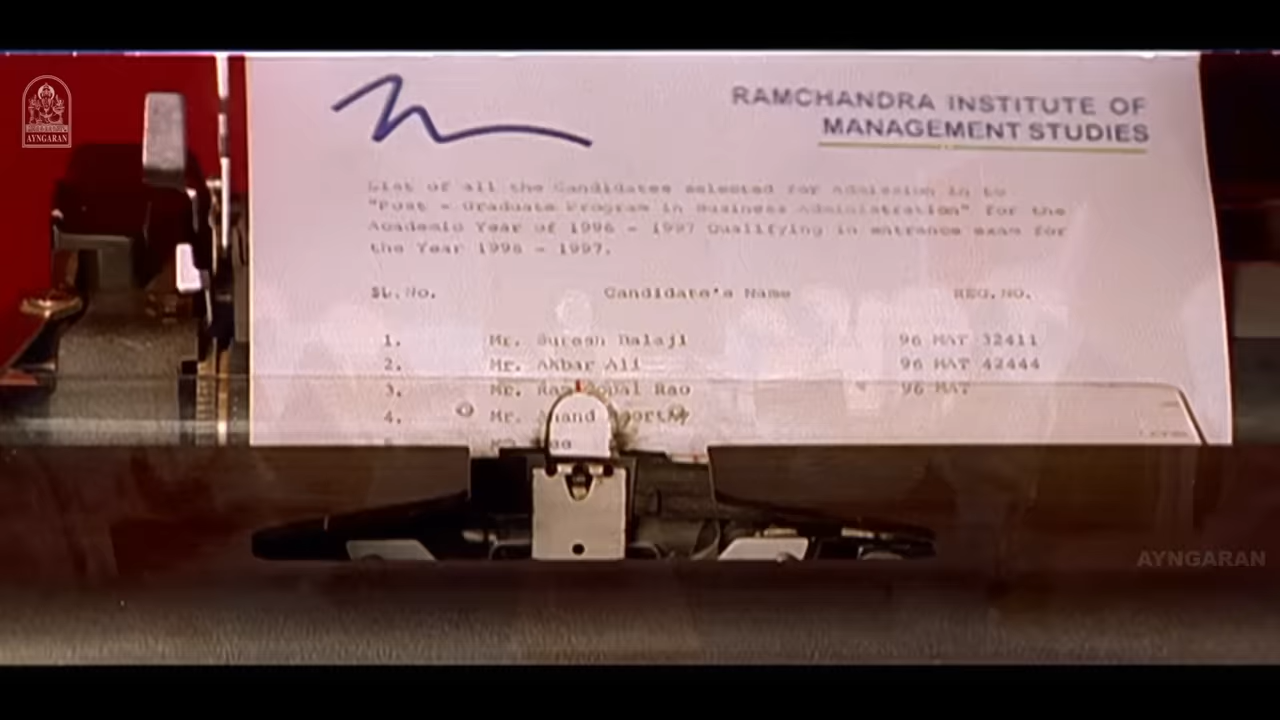 AYNGARAN
RAMCHANDRA INSTITUTE OF
MANAGEMENT STUDIES
List of all the Candidates selected for admission in to
"Post - Graduate Program in Business Administration" for the
Academic Year of 1996 - 1997 Qualifying in entrance exam for
the Year 1996 - 1997.
SL.No. Candidate's Name REG.NO.
1. Mr. Suresh Balaji 96 MAT 32411
2. Mr. Akbar Ali 96 MAT 42444
3. Mr. Ram Gopal Rao 96 MAT
4. Mr. Anand
AYNGARAN